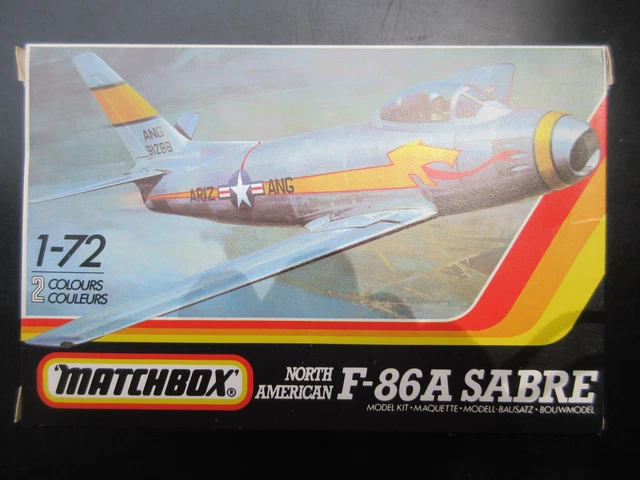 ANG
91288
ARIZ ANG
1-72
2 COLOURS
COULEURS
"MATCHBOX"®
NORTH
AMERICAN
F-86A SABRE
MODEL KIT • MAQUETTE • MODELL-BAUSATZ • BOUWMODEL